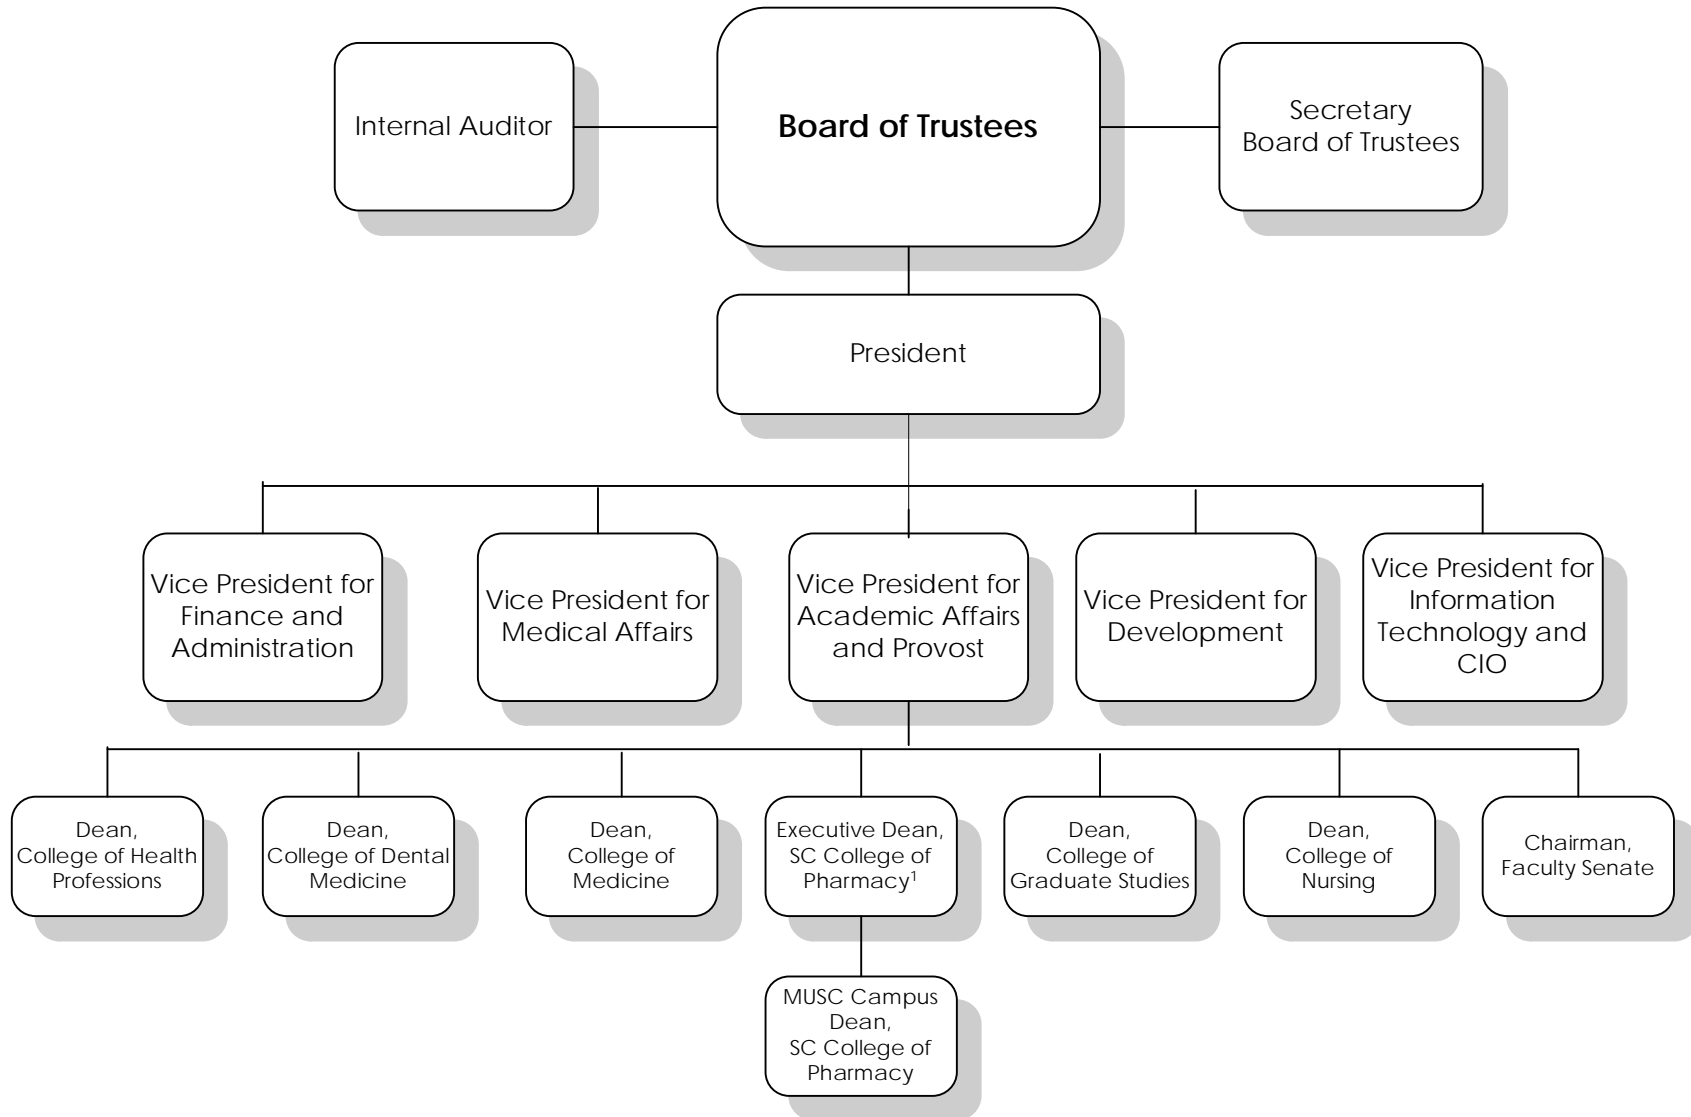 Internal Auditor
Board of Trustees
Secretary
Board of Trustees
President
Vice President for
Finance and
Administration
Vice President for
Medical Affairs
Vice President for
Academic Affairs
and Provost
Vice President for
Development
Vice President for
Information
Technology and
CIO
Dean,
College of Health
Professions
Dean,
College of Dental
Medicine
Dean,
College of
Medicine
Executive Dean,
SC College of
Pharmacy¹
Dean,
College of
Graduate Studies
Dean,
College of
Nursing
Chairman,
Faculty Senate
MUSC Campus
Dean,
SC College of
Pharmacy